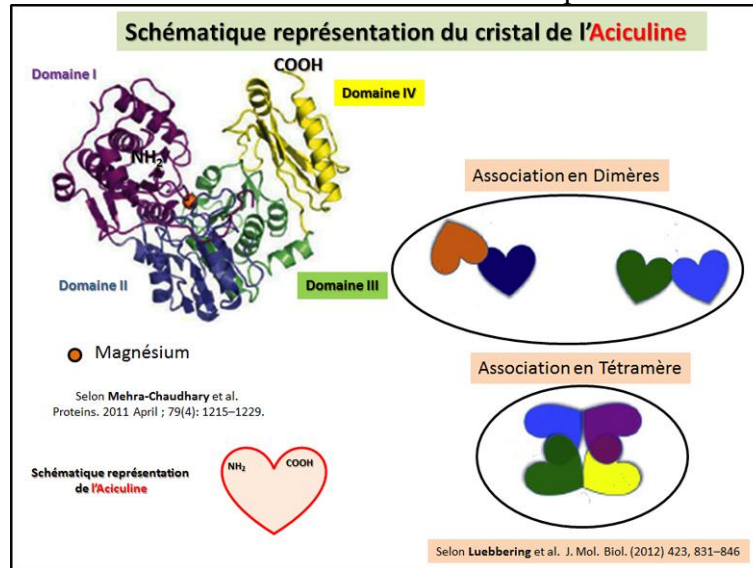 Schématique représentation du cristal de l'Aciculine
COOH
Domaine I
Domaine IV
NH₂
Association en Dimères
Domaine II
Domaine III
Magnésium
Association en Tétramère
Selon Mehra-Chaudhary et al.
Proteins. 2011 April ; 79(4): 1215–1229.
Schématique représentation
de l'Aciculine
NH₂
COOH
Selon Luebbering et al. J. Mol. Biol. (2012) 423, 831–846